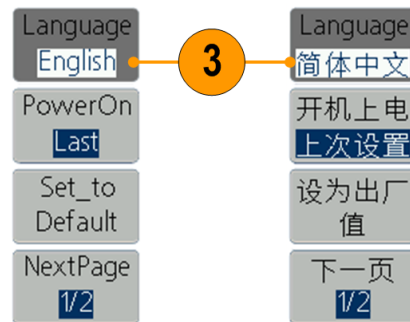 Language
English
PowerOn
Last
Set_to
Default
NextPage
1/2
3
Language
简体中文
开机上电
上次设置
设为出厂
值
下一页
1/2